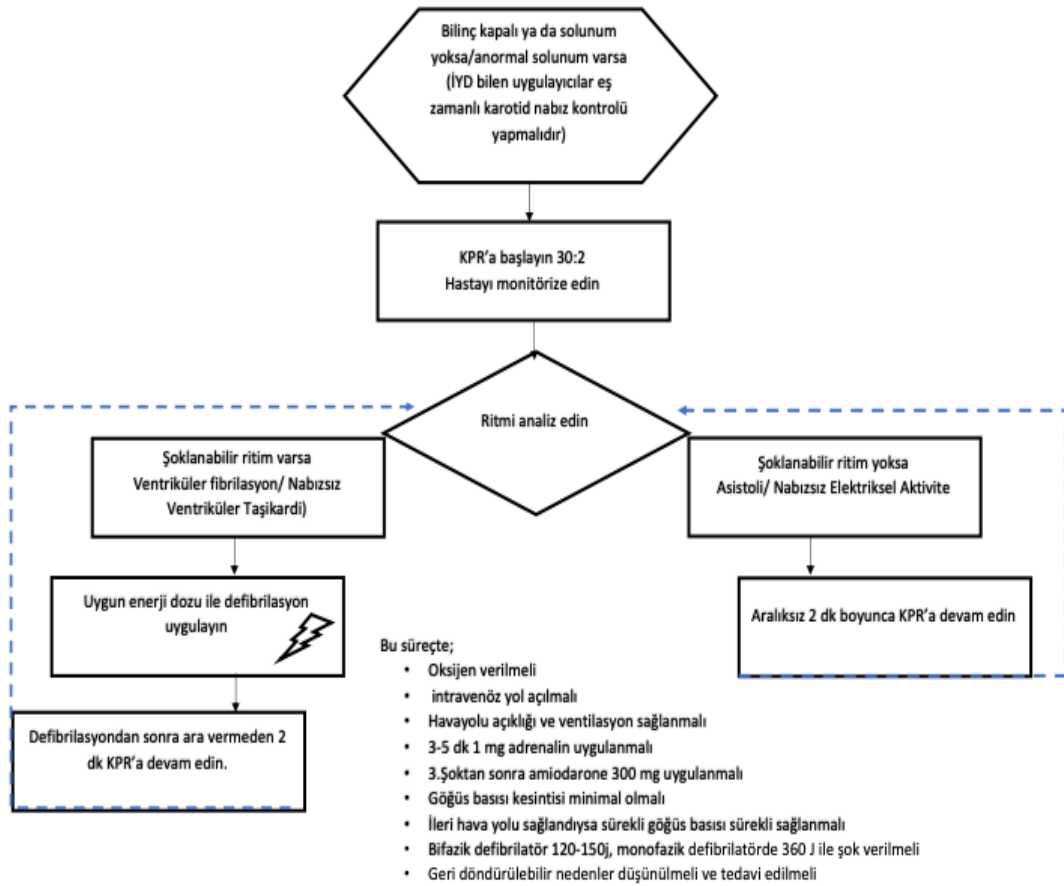 Bilinç kapalı ya da solunum
yoksa/anormal solunum varsa
(İYD bilen uygulayıcılar eş
zamanlı karotid nabız kontrolü
yapmalıdır)
KPR'a başlayın 30:2
Hastayı monitörize edin
Ritmi analiz edin
Şoklanabilir ritim varsa
Ventriküler fibrilasyon/ Nabızsız
Ventriküler Taşikardi)
Şoklanabilir ritim yoksa
Asistoli/ Nabızsız Elektriksel Aktivite
Uygun enerji dozu ile defibrilasyon
uygulayın
Aralıksız 2 dk boyunca KPR'a devam edin
Defibrilasyondan sonra ara vermeden 2
dk KPR'a devam edin.
Bu süreçte;
• Oksijen verilmeli
• intravenöz yol açılmalı
• Havayolu açıklığı ve ventilasyon sağlanmalı
• 3-5 dk 1 mg adrenalin uygulanmalı
• 3.Şoktan sonra amiodarone 300 mg uygulanmalı
• Göğüs basısı kesintisi minimal olmalı
• İleri hava yolu sağlandıysa sürekli göğüs basısı sürekli sağlanmalı
• Bifazik defibrilatör 120-150j, monofazik defibrilatörde 360 J ile şok verilmeli
• Geri döndürülebilir nedenler düşünülmeli ve tedavi edilmeli